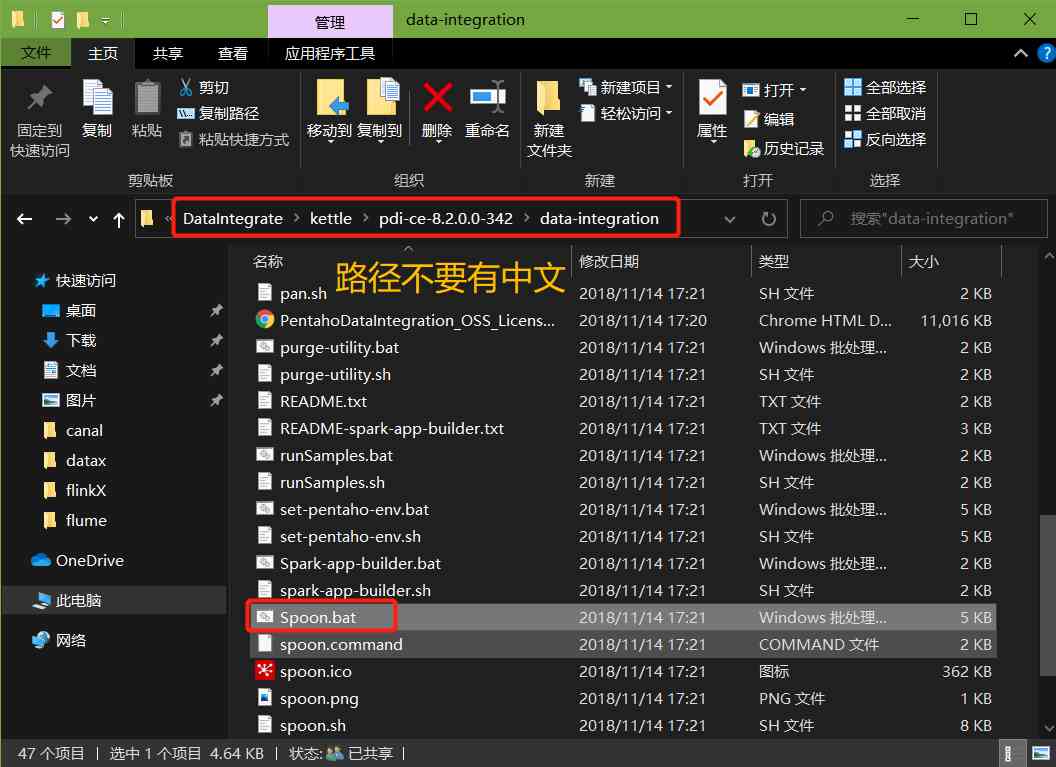 管理
data-integration
文件
主页
共享
查看
应用程序工具
固定到
快速访问
复制
粘贴
剪切
复制路径
粘贴快捷方式
剪贴板
移动到
复制到
删除
重命名
组织
新建
文件夹
新建项目
轻松访问
新建
属性
打开
编辑
历史记录
打开
全部选择
全部取消
反向选择
选择
« DataIntegrate > kettle > pdi-ce-8.2.0.0-342 > data-integration
搜索"data-integration"
路径不要有中文
快速访问
桌面
下载
文档
图片
canal
datax
flinkX
flume
OneDrive
此电脑
网络
名称 修改日期 类型 大小
pan.sh 2018/11/14 17:21 SH 文件 2 KB
PentahoDataIntegration_OSS_Licens... 2018/11/14 17:20 Chrome HTML D... 11,016 KB
purge-utility.bat 2018/11/14 17:21 Windows 批处理... 2 KB
purge-utility.sh 2018/11/14 17:21 SH 文件 2 KB
README.txt 2018/11/14 17:21 TXT 文件 2 KB
README-spark-app-builder.txt 2018/11/14 17:21 TXT 文件 3 KB
runSamples.bat 2018/11/14 17:21 Windows 批处理... 2 KB
runSamples.sh 2018/11/14 17:21 SH 文件 2 KB
set-pentaho-env.bat 2018/11/14 17:21 Windows 批处理... 5 KB
set-pentaho-env.sh 2018/11/14 17:21 SH 文件 5 KB
Spark-app-builder.bat 2018/11/14 17:21 Windows 批处理... 2 KB
spark-app-builder.sh 2018/11/14 17:21 SH 文件 2 KB
Spoon.bat 2018/11/14 17:21 Windows 批处理... 5 KB
spoon.command 2018/11/14 17:21 COMMAND 文件 2 KB
spoon.ico 2018/11/14 17:21 图标 362 KB
spoon.png 2018/11/14 17:21 PNG 文件 1 KB
spoon.sh 2018/11/14 17:21 SH 文件 8 KB
47 个项目 | 选中 1 个项目 4.64 KB | 状态: 已共享 |